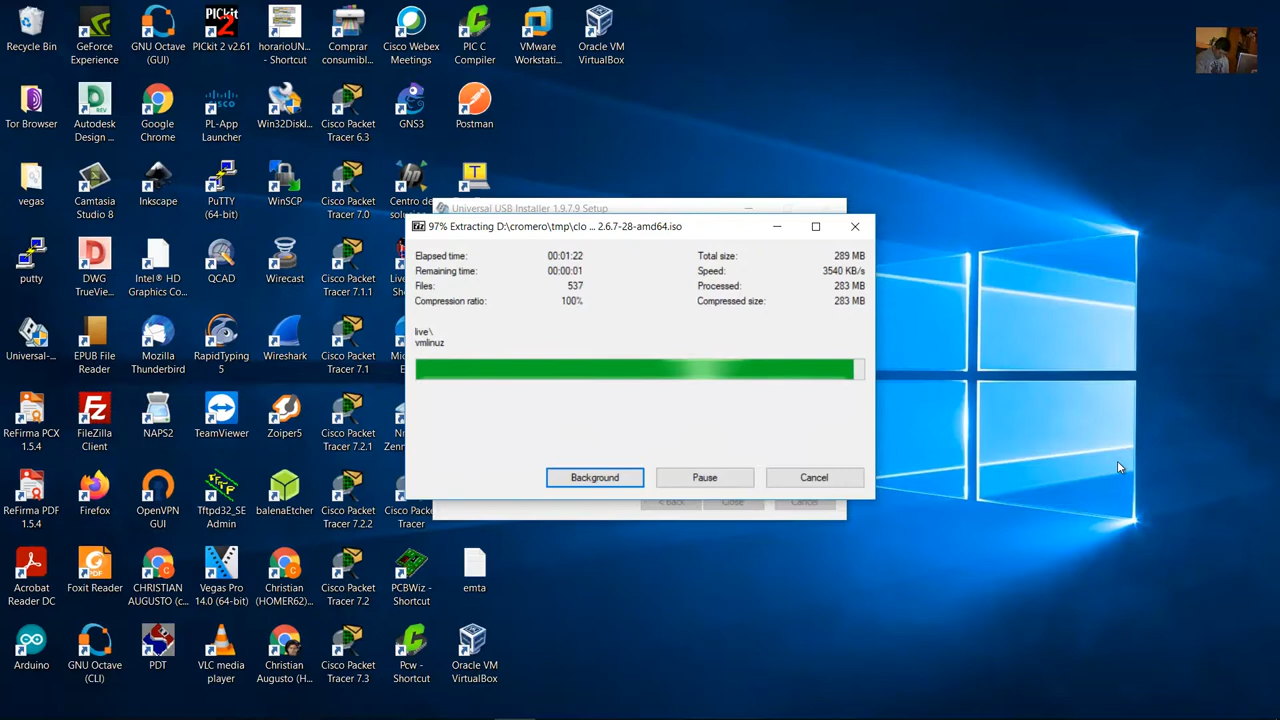 Recycle Bin
GeForce
Experience
GNU Octave
(GUI)
PICkit 2 v2.61
horarioUN...
- Shortcut
Comprar
consumibl...
Cisco Webex
Meetings
PIC C
Compiler
VMware
Workstati...
Oracle VM
VirtualBox
Tor Browser
Autodesk
Design ...
Google
Chrome
PL-App
Launcher
Win32DiskI...
Cisco Packet
Tracer 6.3
GNS3
Postman
vegas
Camtasia
Studio 8
Inkscape
PuTTY
(64-bit)
WinSCP
Cisco Packet
Tracer 7.0
Centro de
putty
DWG
TrueView...
Intel® HD
Graphics Co...
QCAD
Wirecast
Cisco Packet
Tracer 7.1.1
Universal-...
EPUB File
Reader
Mozilla
Thunderbird
RapidTyping
5
Wireshark
Cisco Packet
Tracer 7.1
ReFirma PCX
1.5.4
FileZilla
Client
NAPS2
TeamViewer
Zoiper5
Cisco Packet
Tracer 7.2.1
ReFirma PDF
1.5.4
Firefox
OpenVPN
GUI
Tftpd32_SE
Admin
balenaEtcher
Cisco Packet
Tracer 7.2.2
Cisco Pac
Tracer
Acrobat
Reader DC
Foxit Reader
CHRISTIAN
AUGUSTO (c...
Vegas Pro
14.0 (64-bit)
Christian
(HOMER62)...
Cisco Packet
Tracer 7.2
PCBWiz -
Shortcut
emta
Arduino
GNU Octave
(CLI)
PDT
VLC media
player
Christian
Augusto (H...
Cisco Packet
Tracer 7.3
Pcw -
Shortcut
Oracle VM
VirtualBox
Universal USB Installer 1.9.7.9 Setup
97% Extracting D:\cromero\tmp\clo ... 2.6.7-28-amd64.iso
Elapsed time: 00:01:22 Total size: 289 MB
Remaining time: 00:00:01 Speed: 3540 KB/s
Files: 537 Processed: 283 MB
Compression ratio: 100% Compressed size: 283 MB
live\
vmlinuz
Background Pause Cancel
< Back Close Cancel